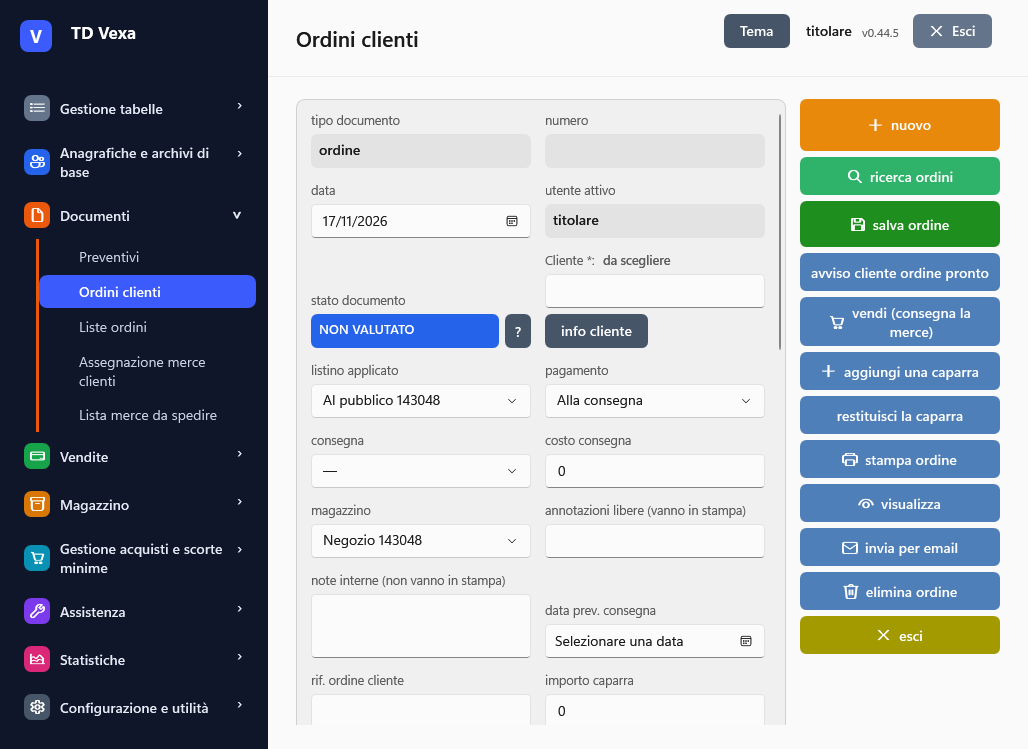 V
TD Vexa
Gestione tabelle
Anagrafiche e archivi di
base
Documenti
Preventivi
Ordini clienti
Liste ordini
Assegnazione merce
clienti
Lista merce da spedire
Vendite
Magazzino
Gestione acquisti e scorte
minime
Assistenza
Statistiche
Configurazione e utilità
Ordini clienti
Tema
titolare
v0.44.5
Esci
tipo documento
ordine
numero
data
17/11/2026
utente attivo
titolare
Cliente *: da scegliere
stato documento
NON VALUTATO
?
info cliente
listino applicato
Al pubblico 143048
pagamento
Alla consegna
consegna
—
costo consegna
0
magazzino
Negozio 143048
annotazioni libere (vanno in stampa)
note interne (non vanno in stampa)
data prev. consegna
Selezionare una data
rif. ordine cliente
importo caparra
0
nuovo
ricerca ordini
salva ordine
avviso cliente ordine pronto
vendi (consegna la
merce)
aggiungi una caparra
restituisci la caparra
stampa ordine
visualizza
invia per email
elimina ordine
esci